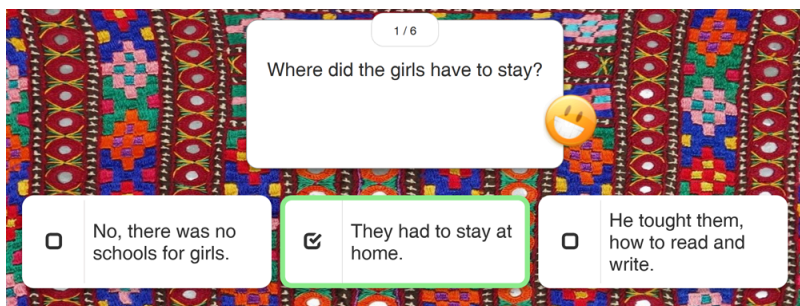 1 / 6
Where did the girls have to stay?
No, there was no
schools for girls.
They had to stay at
home.
He tought them,
how to read and
write.